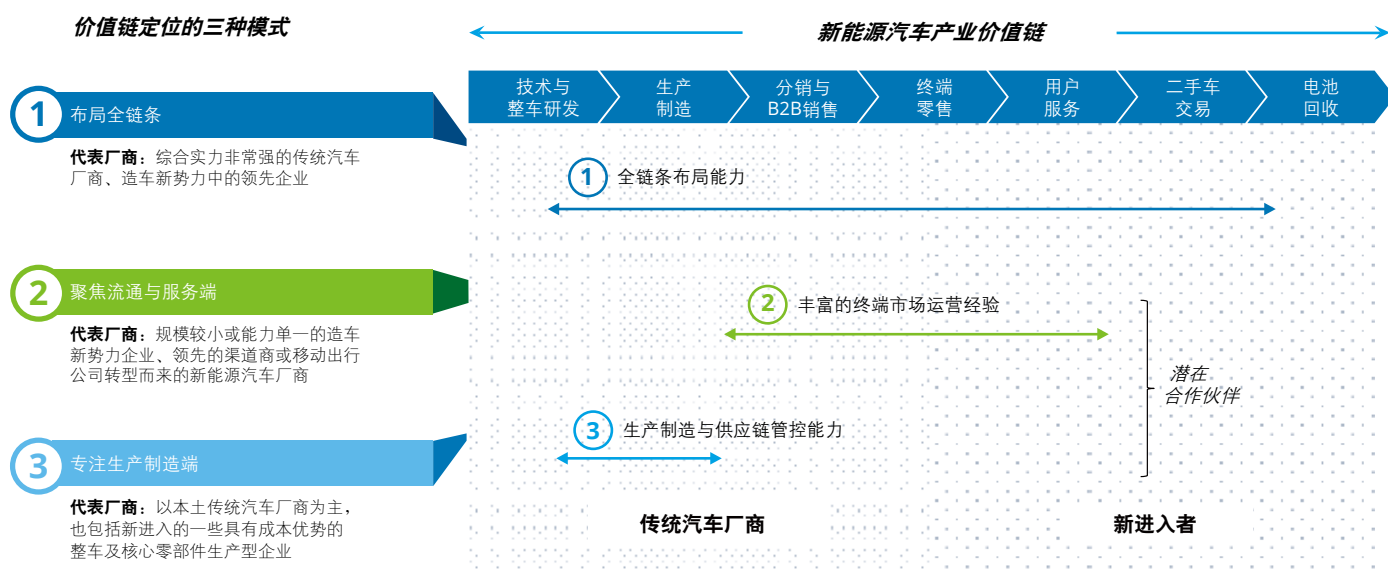 价值链定位的三种模式
新能源汽车产业价值链
技术与
整车研发
生产
制造
分销与
B2B销售
终端
零售
用户
服务
二手车
交易
电池
回收
1
布局全链条
代表厂商：综合实力非常强的传统汽车
厂商、造车新势力中的领先企业
1
全链条布局能力
2
聚焦流通与服务端
代表厂商：规模较小或能力单一的造车
新势力企业、领先的渠道商或移动出行
公司转型而来的新能源汽车厂商
2
丰富的终端市场运营经验
潜在
合作伙伴
3
专注生产制造端
代表厂商：以本土传统汽车厂商为主，
也包括新进入的一些具有成本优势的
整车及核心零部件生产型企业
3
生产制造与供应链管控能力
传统汽车厂商
新进入者